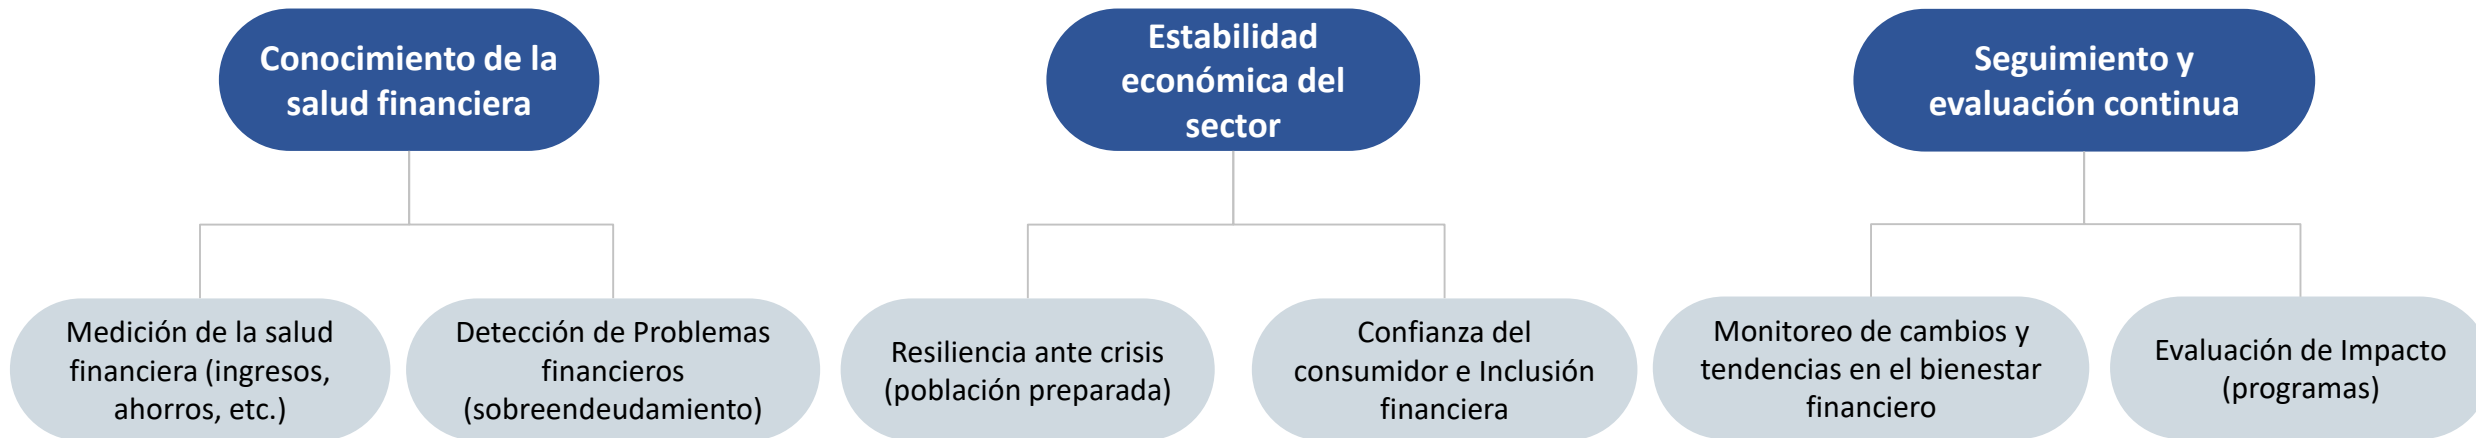 Conocimiento de la
salud financiera
Medición de la salud
financiera (ingresos,
ahorros, etc.)
Detección de Problemas
financieros
(sobreendeudamiento)
Estabilidad
económica del
sector
Resiliencia ante crisis
(población preparada)
Confianza del
consumidor e Inclusión
financiera
Seguimiento y
evaluación continua
Monitoreo de cambios y
tendencias en el bienestar
financiero
Evaluación de Impacto
(programas)